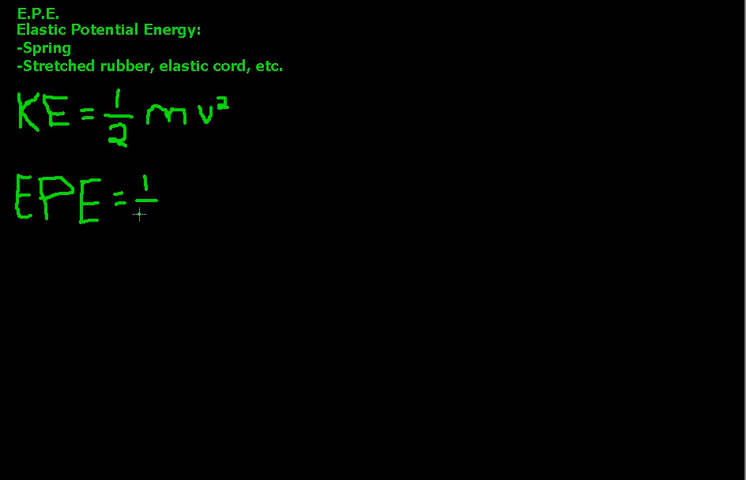 E.P.E.
Elastic Potential Energy:
-Spring
-Stretched rubber, elastic cord, etc.
KE = 1/2 mv²
EPE = 1/